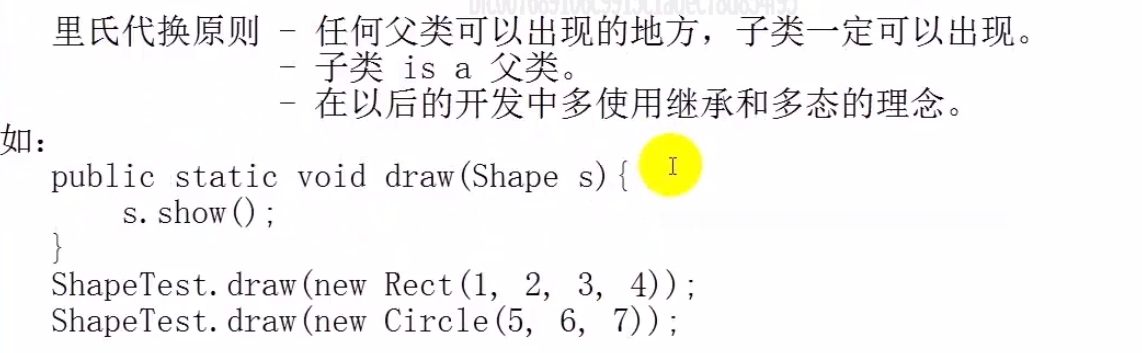 里氏代换原则 - 任何父类可以出现的地方，子类一定可以出现。
- 子类 is a 父类。
- 在以后的开发中多使用继承和多态的理念。
如：
public static void draw(Shape s){
s.show();
}
ShapeTest.draw(new Rect(1, 2, 3, 4));
ShapeTest.draw(new Circle(5, 6, 7));